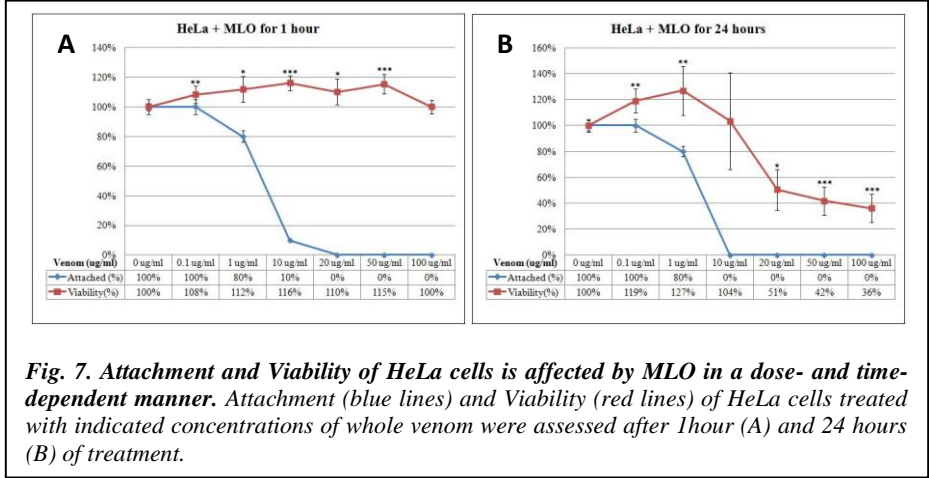 A
HeLa + MLO for 1 hour
140%
120%
100%
80%
60%
40%
20%
0%
** * *** * ***
Venom (ug/ml) 0 ug/ml 0.1 ug/ml 1 ug/ml 10 ug/ml 20 ug/ml 50 ug/ml 100 ug/ml
Attached (%) 100% 100% 80% 10% 0% 0% 0%
Viability(%) 100% 108% 112% 116% 110% 115% 100%
B
HeLa + MLO for 24 hours
160%
140%
120%
100%
80%
60%
40%
20%
0%
* ** ** * *** ***
Venom (ug/ml) 0 ug/ml 0.1 ug/ml 1 ug/ml 10 ug/ml 20 ug/ml 50 ug/ml 100 ug/ml
Attached (%) 100% 100% 80% 0% 0% 0% 0%
Viability(%) 100% 119% 127% 104% 51% 42% 36%
Fig. 7. Attachment and Viability of HeLa cells is affected by MLO in a dose- and time-
dependent manner. Attachment (blue lines) and Viability (red lines) of HeLa cells treated
with indicated concentrations of whole venom were assessed after 1hour (A) and 24 hours
(B) of treatment.